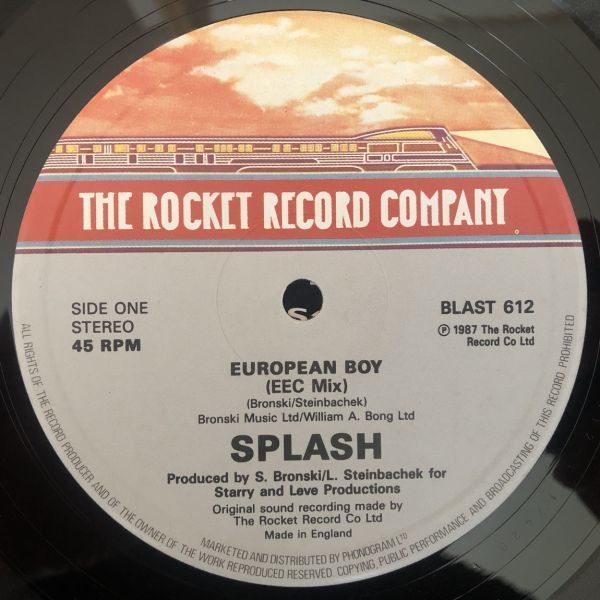 THE ROCKET RECORD COMPANY
SIDE ONE
STEREO
45 RPM
BLAST 612
Ⓟ 1987 The Rocket
Record Co Ltd
EUROPEAN BOY
(EEC Mix)
(Bronski/Steinbachek)
Bronski Music Ltd/William A. Bong Ltd
SPLASH
Produced by S. Bronski/L. Steinbachek for
Starry and Leve Productions
Original sound recording made by
The Rocket Record Co Ltd
Made in England
MARKETED AND DISTRIBUTED BY PHONOGRAM LTD
ALL RIGHTS OF THE RECORD PRODUCER AND OF THE OWNER OF THE WORK REPRODUCED RESERVED. COPYING, PUBLIC PERFORMANCE AND BROADCASTING OF THIS RECORD PROHIBITED